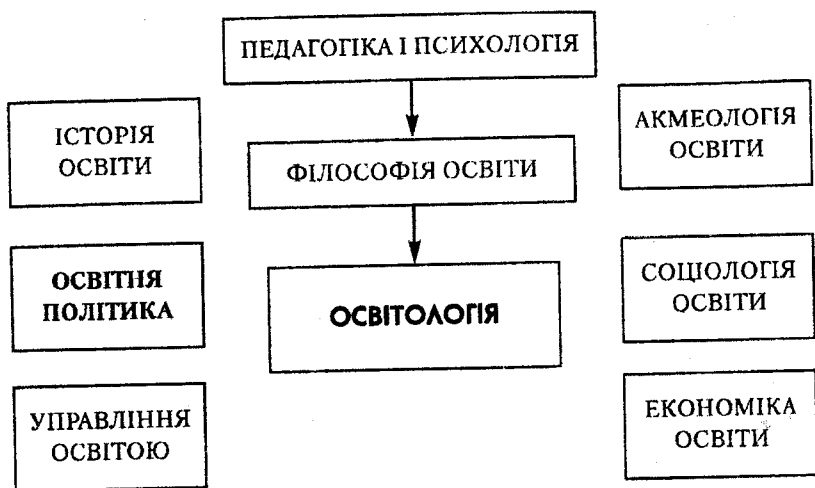 ПЕДАГОГІКА І ПСИХОЛОГІЯ
ІСТОРІЯ
ОСВІТИ
ФІЛОСОФІЯ ОСВІТИ
АКМЕОЛОГІЯ
ОСВІТИ
ОСВІТНЯ
ПОЛІТИКА
ОСВІТОЛОГІЯ
СОЦІОЛОГІЯ
ОСВІТИ
УПРАВЛІННЯ
ОСВІТОЮ
ЕКОНОМІКА
ОСВІТИ